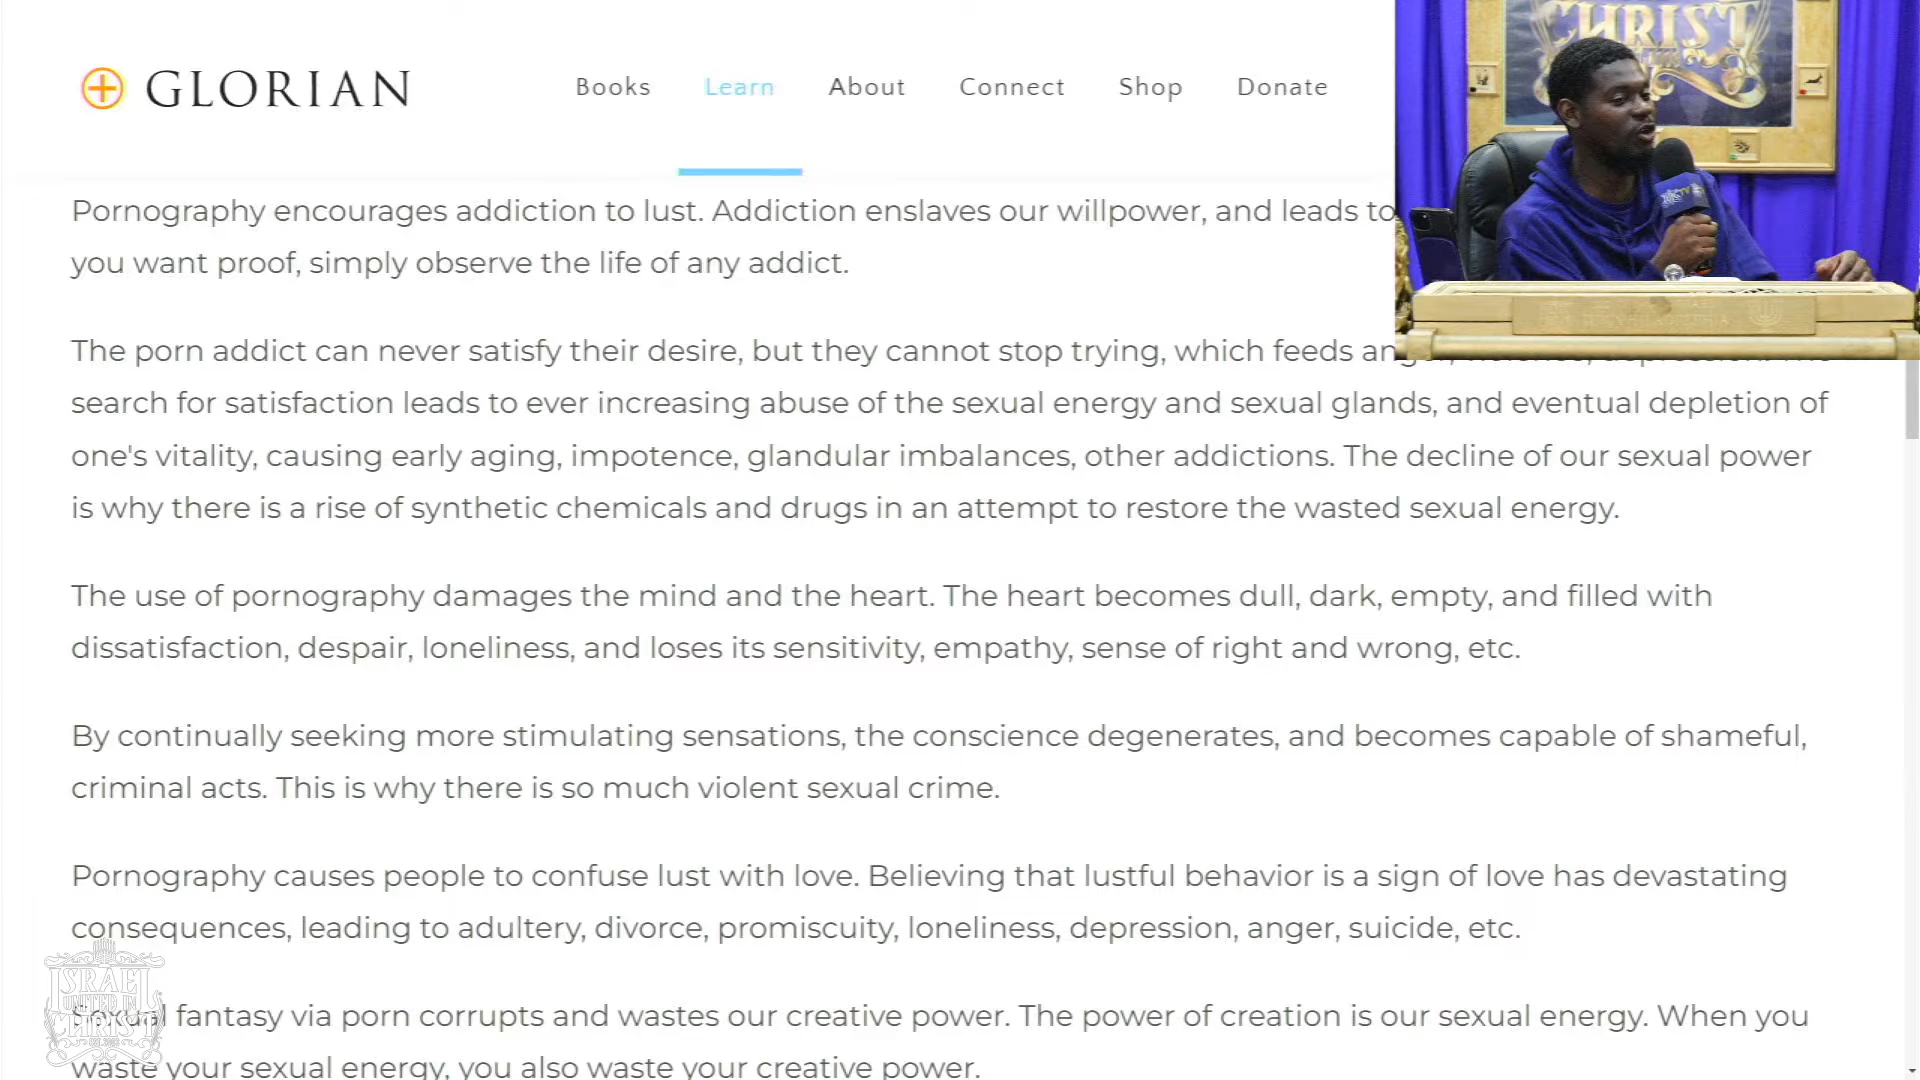 GLORIAN
Books Learn About Connect Shop Donate
CHRIST
Pornography encourages addiction to lust. Addiction enslaves our willpower, and leads to
you want proof, simply observe the life of any addict.
The porn addict can never satisfy their desire, but they cannot stop trying, which feeds
search for satisfaction leads to ever increasing abuse of the sexual energy and sexual glands, and eventual depletion of
one's vitality, causing early aging, impotence, glandular imbalances, other addictions. The decline of our sexual power
is why there is a rise of synthetic chemicals and drugs in an attempt to restore the wasted sexual energy.
The use of pornography damages the mind and the heart. The heart becomes dull, dark, empty, and filled with
dissatisfaction, despair, loneliness, and loses its sensitivity, empathy, sense of right and wrong, etc.
By continually seeking more stimulating sensations, the conscience degenerates, and becomes capable of shameful,
criminal acts. This is why there is so much violent sexual crime.
Pornography causes people to confuse lust with love. Believing that lustful behavior is a sign of love has devastating
consequences, leading to adultery, divorce, promiscuity, loneliness, depression, anger, suicide, etc.
Sexual fantasy via porn corrupts and wastes our creative power. The power of creation is our sexual energy. When you
waste your sexual energy, you also waste your creative power.
ISRAEL
UNITED IN
CHRIST